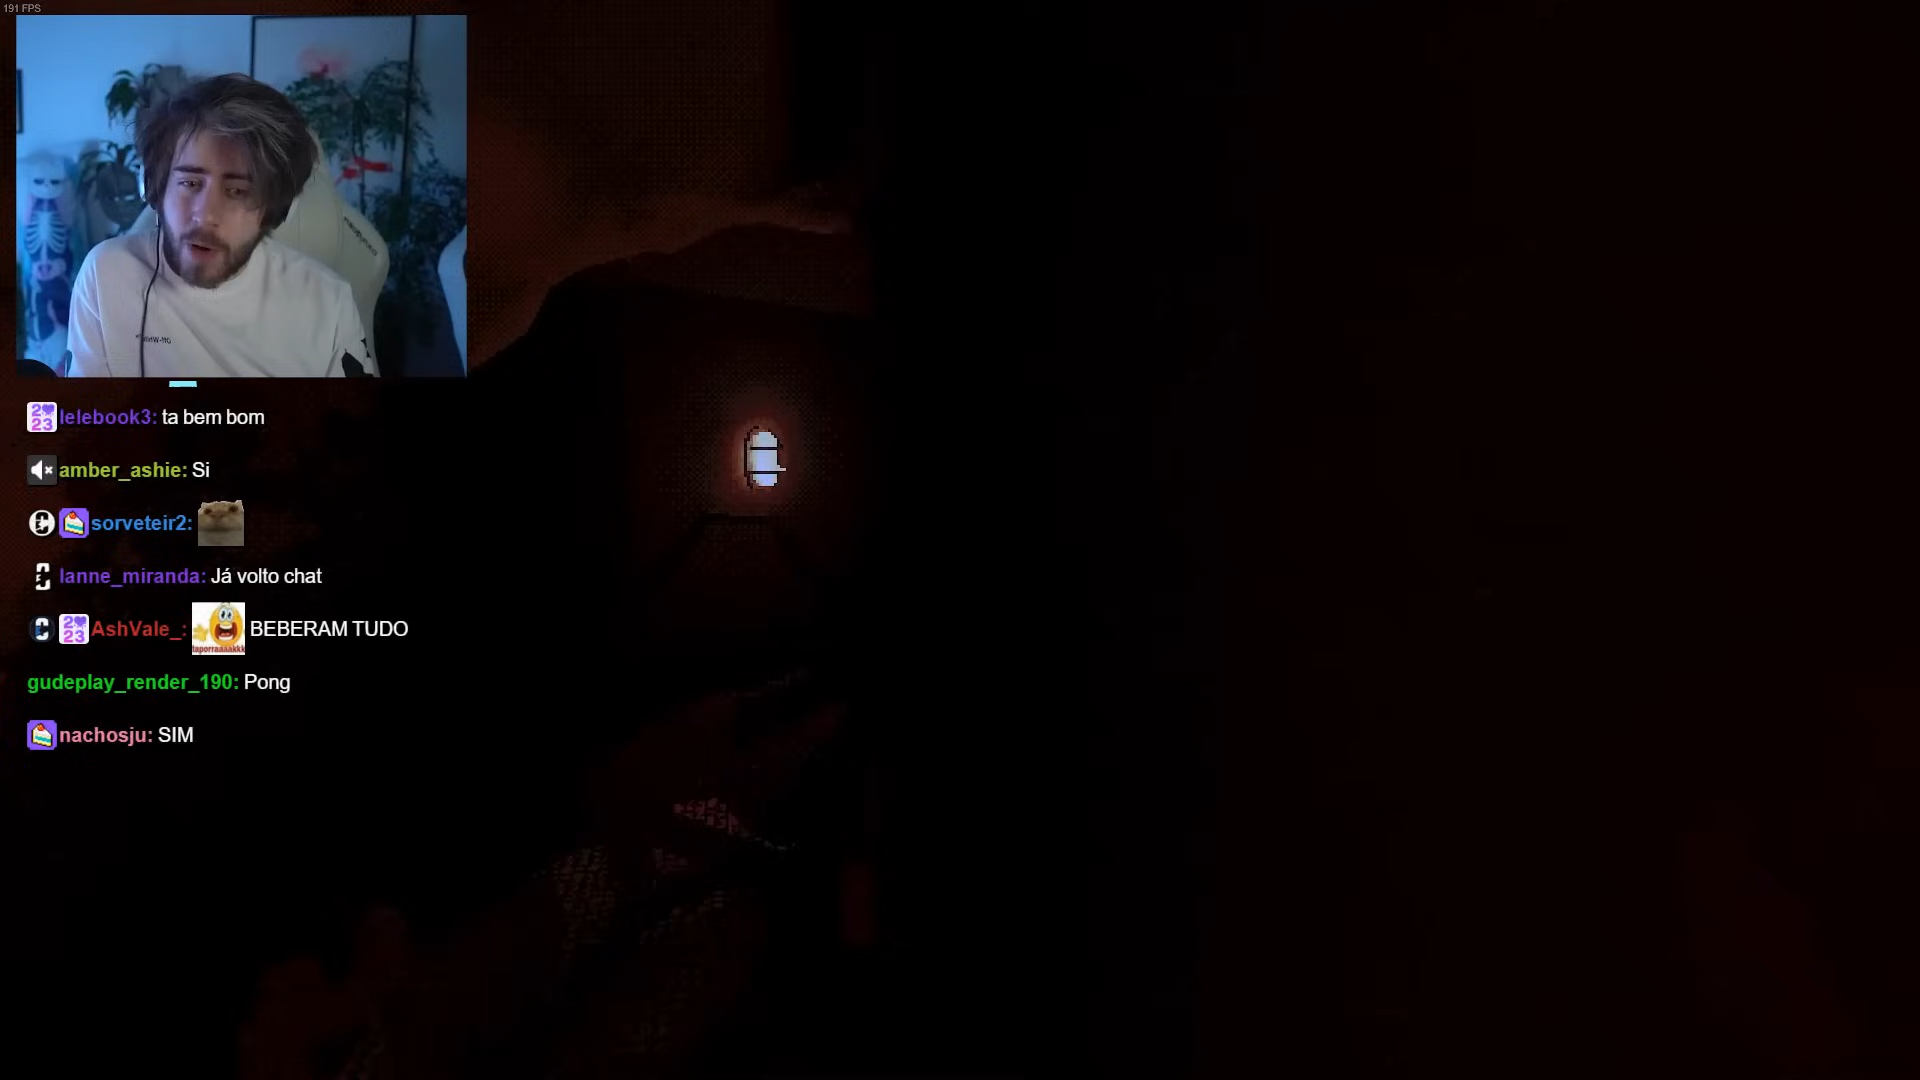 191 FPS
lelebook3: ta bem bom
amber_ashie: Si
sorveteir2:
lanne_miranda: Já volto chat
AshVale_: BEBERAM TUDO
gudeplay_render_190: Pong
nachosju: SIM